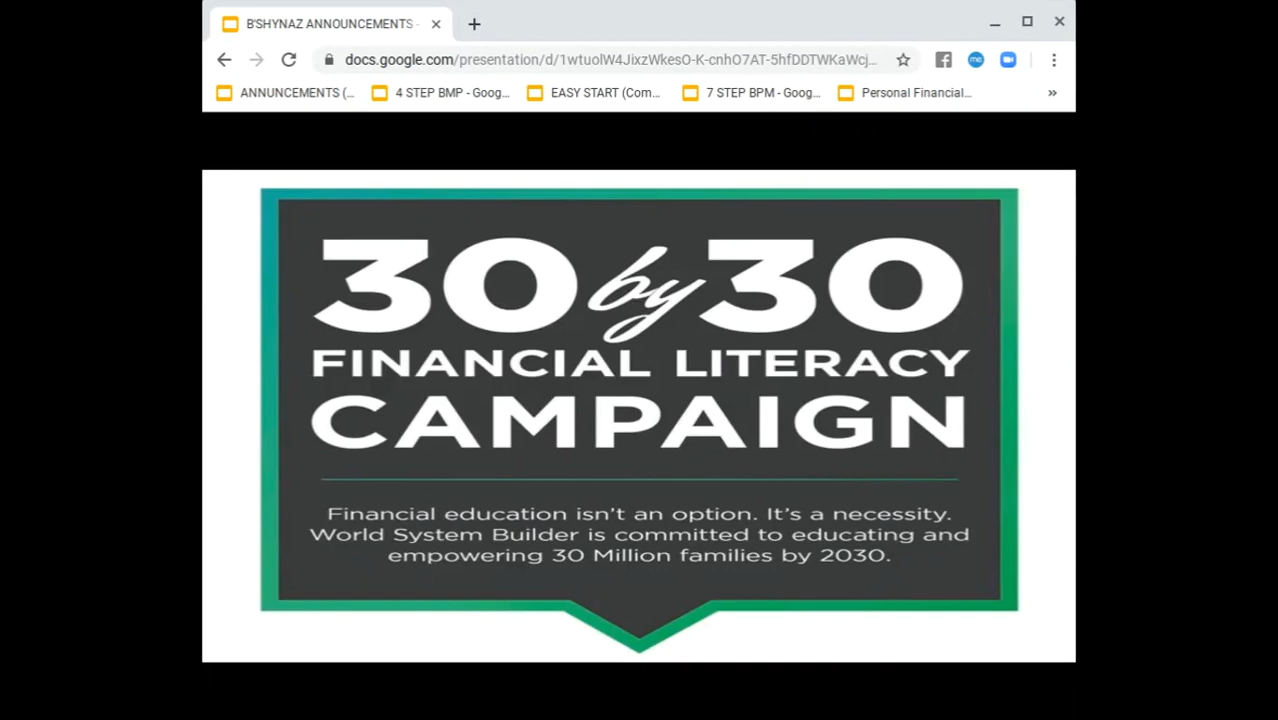 B'SHYNAZ ANNOUNCEMENTS -
docs.google.com/presentation/d/1wtuolW4JixzWkesO-K-cnhO7AT-5hfDDTWKaWcj…
ANNUNCEMENTS (… 4 STEP BMP - Goog… EASY START (Com… 7 STEP BPM - Goog… Personal Financial…
30 by 30
FINANCIAL LITERACY
CAMPAIGN
Financial education isn't an option. It's a necessity.
World System Builder is committed to educating and
empowering 30 Million families by 2030.